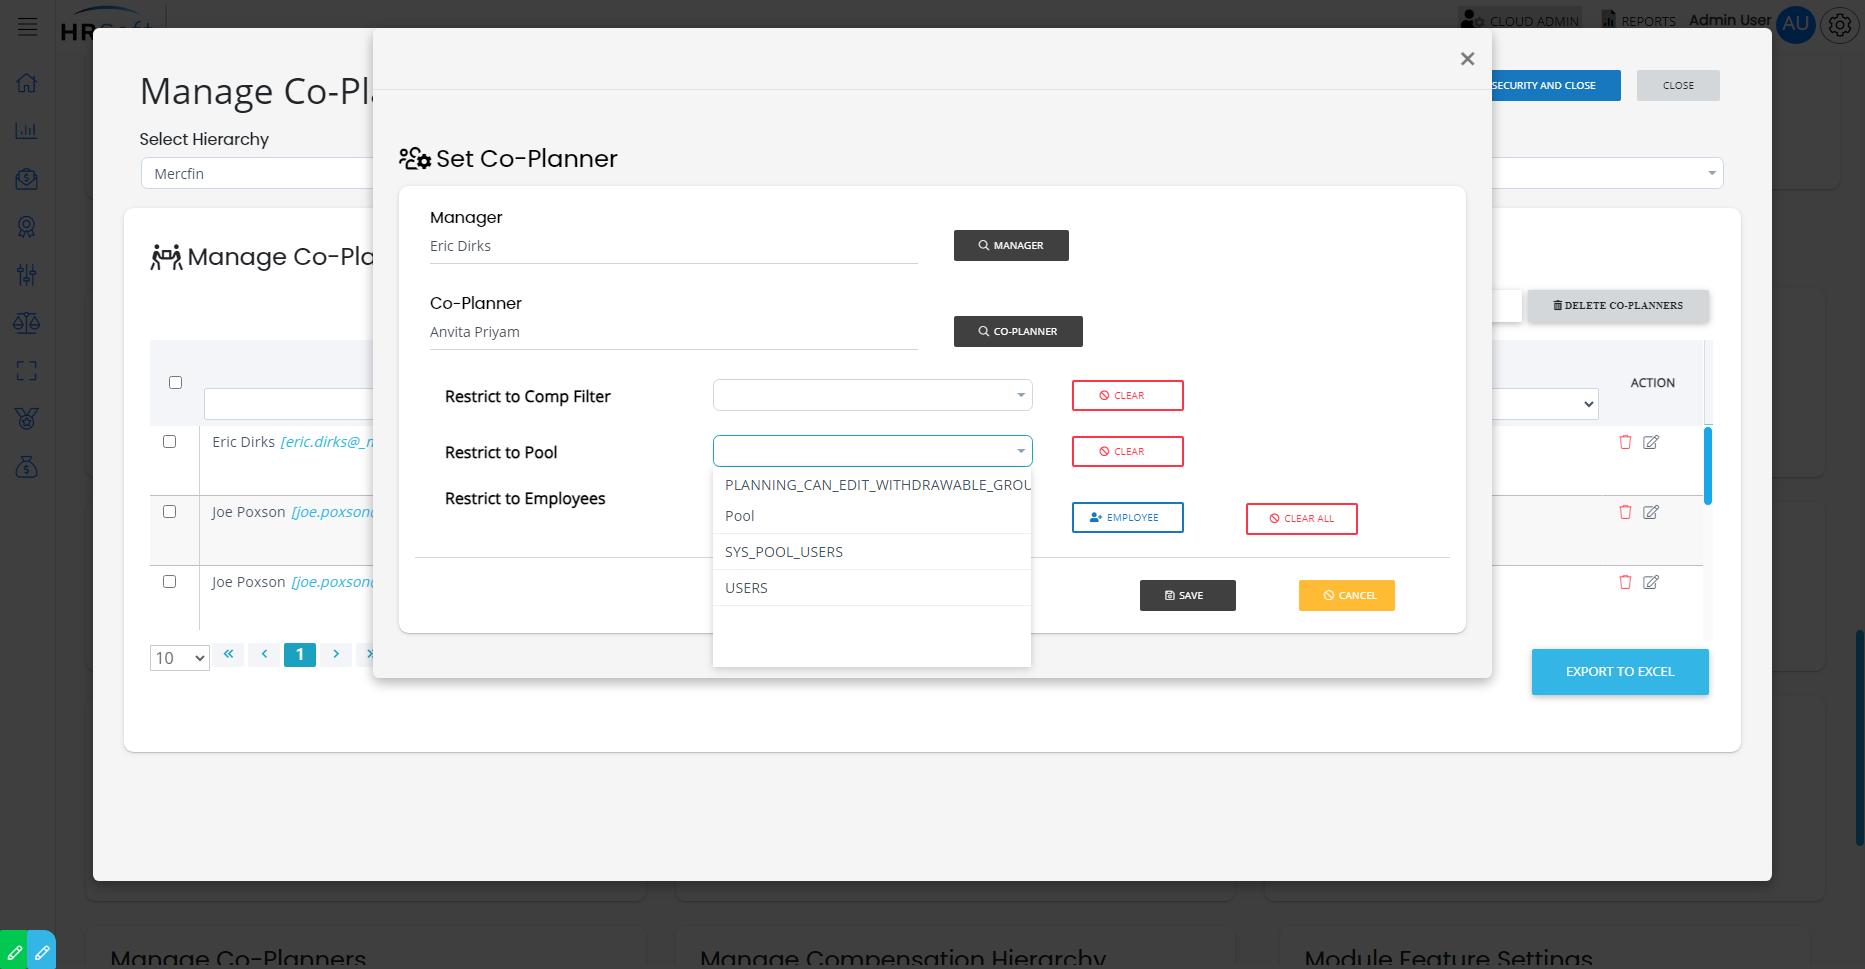 CLOUD ADMIN
REPORTS
Admin User
AU
HRSoft
Manage Co-Pla
SECURITY AND CLOSE
CLOSE
Select Hierarchy
Mercfin
Set Co-Planner
Manager
Eric Dirks
MANAGER
Manage Co-Pla
Co-Planner
Anvita Priyam
CO-PLANNER
DELETE CO-PLANNERS
ACTION
Restrict to Comp Filter
CLEAR
Eric Dirks [eric.dirks@_m
Restrict to Pool
CLEAR
PLANNING_CAN_EDIT_WITHDRAWABLE_GROU
Pool
SYS_POOL_USERS
USERS
Restrict to Employees
EMPLOYEE
CLEAR ALL
Joe Poxson [joe.poxson
Joe Poxson [joe.poxson
SAVE
CANCEL
10
« ‹ 1 › »
EXPORT TO EXCEL
Manage Co-Planners
Manage Compensation Hierarchy
Module Feature Settings